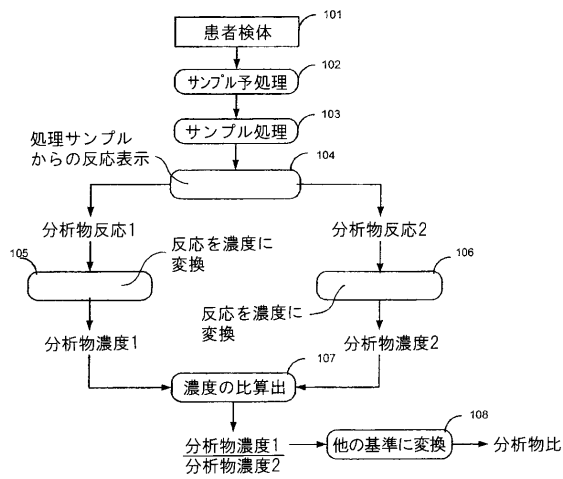 101
患者検体
102
サンプル予処理
103
サンプル処理
処理サンプル
からの反応表示
104
分析物反応1
分析物反応2
105
反応を濃度に
変換
106
反応を濃度に
変換
分析物濃度1
分析物濃度2
107
濃度の比算出
108
分析物濃度1
分析物濃度2
他の基準に変換
分析物比